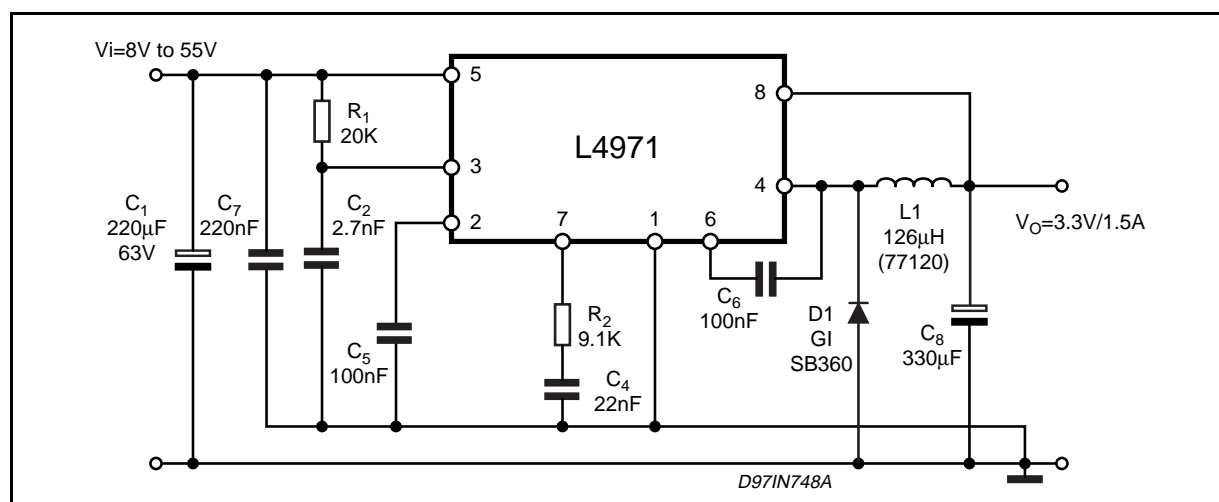 Vi=8V to 55V
5
8
R1
20K
L4971
3
4
C1
220µF
63V
C7
220nF
C2
2.7nF
2
7
1
6
L1
126µH
(77120)
VO=3.3V/1.5A
C6
100nF
R2
9.1K
D1
GI
SB360
C8
330µF
C5
100nF
C4
22nF
D97IN748A